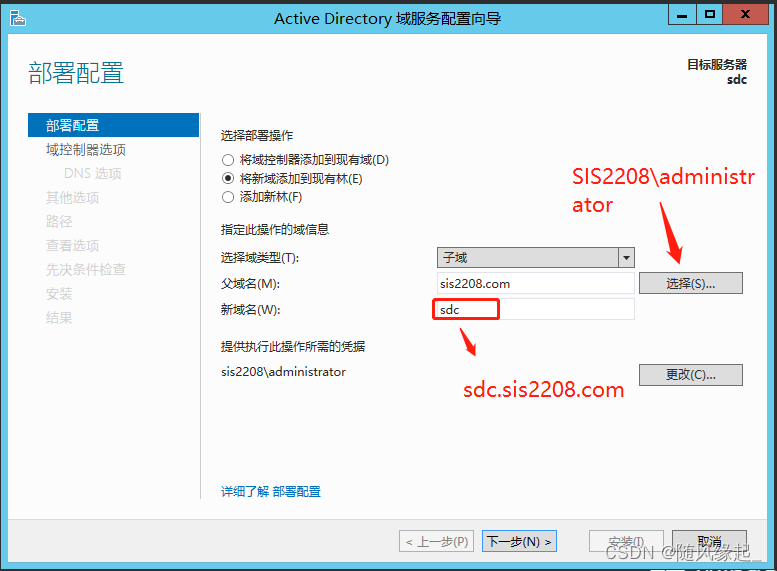 Active Directory 域服务配置向导
部署配置
目标服务器
sdc
部署配置
域控制器选项
DNS 选项
其他选项
路径
查看选项
先决条件检查
安装
结果
选择部署操作
将域控制器添加到现有域(D)
将新域添加到现有林(E)
添加新林(F)
SIS2208\administr
ator
指定此操作的域信息
选择域类型(T):
子域
父域名(M):
sis2208.com
选择(S)...
新域名(W):
sdc
提供执行此操作所需的凭据
sis2208\administrator
更改(C)...
sdc.sis2208.com
详细了解 部署配置
< 上一步(P)
下一步(N) >
安装(I)
取消
CSDN @随风缘起_